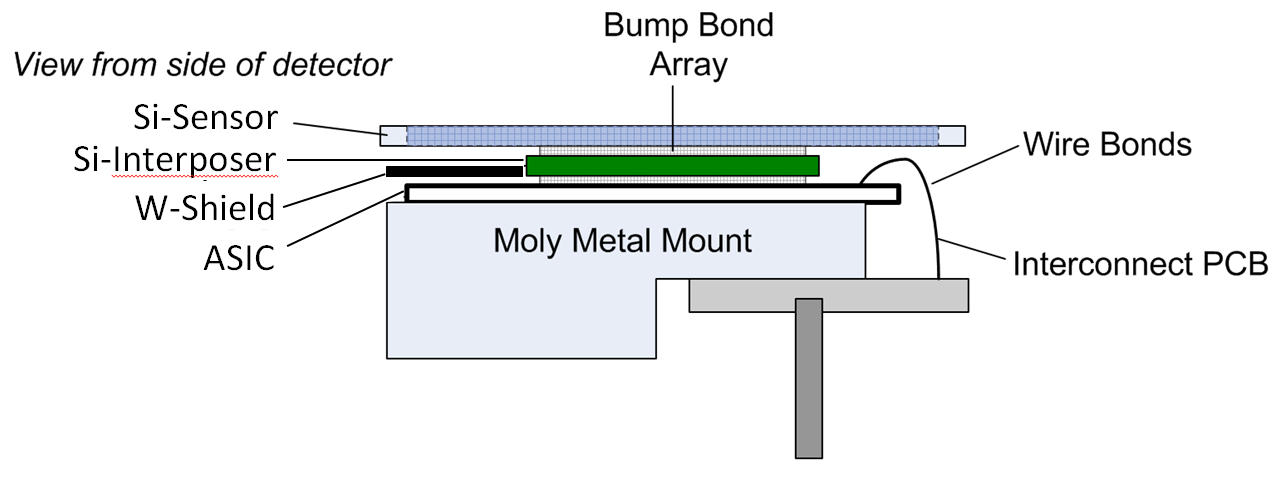 Bump Bond
Array
View from side of detector
Si-Sensor
Si-Interposer
W-Shield
ASIC
Wire Bonds
Moly Metal Mount
Interconnect PCB